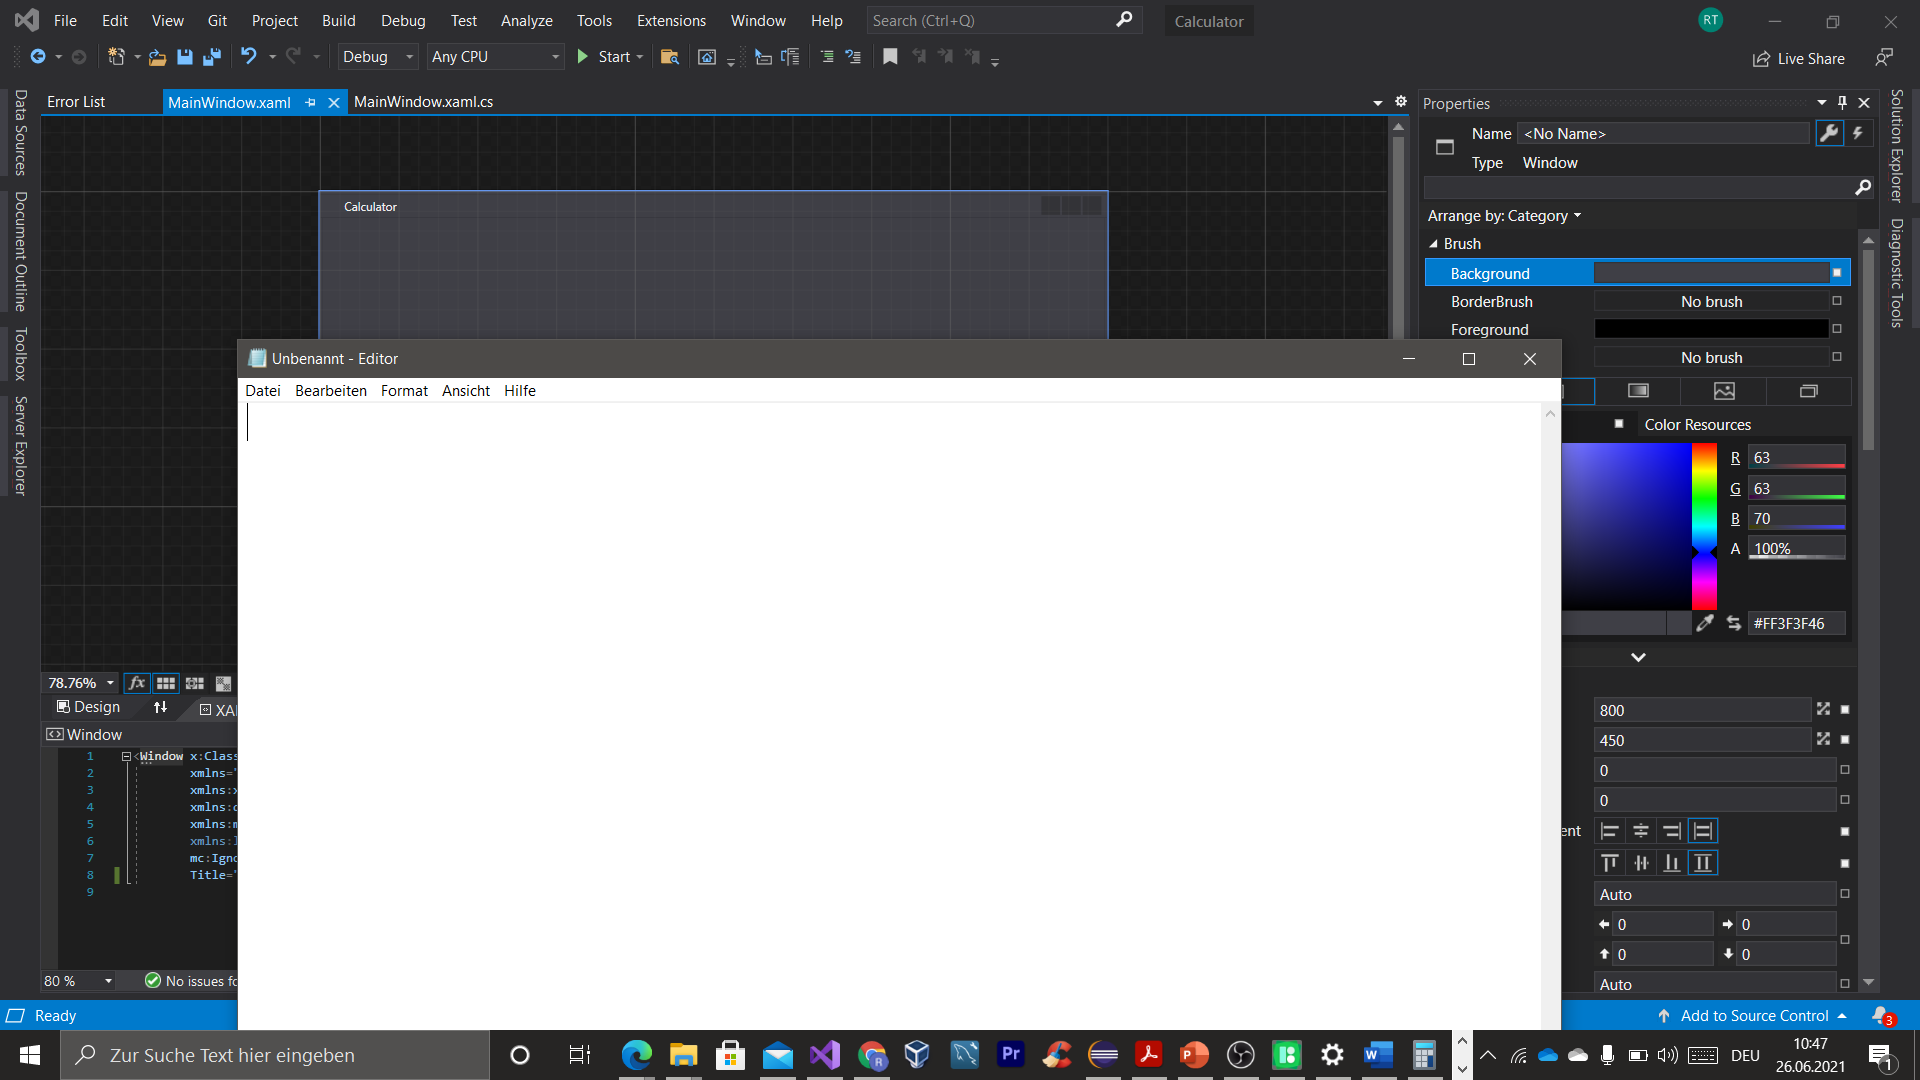 File Edit View Git Project Build Debug Test Analyze Tools Extensions Window Help Search (Ctrl+Q) Calculator RT
Debug Any CPU Start Live Share
Error List MainWindow.xaml MainWindow.xaml.cs
Data Sources
Document Outline
Toolbox
Server Explorer
Calculator
Properties
Name <No Name>
Type Window
Arrange by: Category
Brush
Background
BorderBrush No brush
Foreground
No brush
Color Resources
R 63
G 63
B 70
A 100%
#FF3F3F46
800
450
0
0
ent
Auto
0 0
0 0
Auto
Solution Explorer
Diagnostic Tools
Unbenannt - Editor
Datei Bearbeiten Format Ansicht Hilfe
78.76% fx
Design XA
Window
1 <Window x:Class
2 xmlns="
3 xmlns:x
4 xmlns:d
5 xmlns:m
6 xmlns:l
7 mc:Igno
8 Title="
9
80 % No issues fo
Ready Add to Source Control 3
Zur Suche Text hier eingeben Pr DEU 10:47
26.06.2021 1